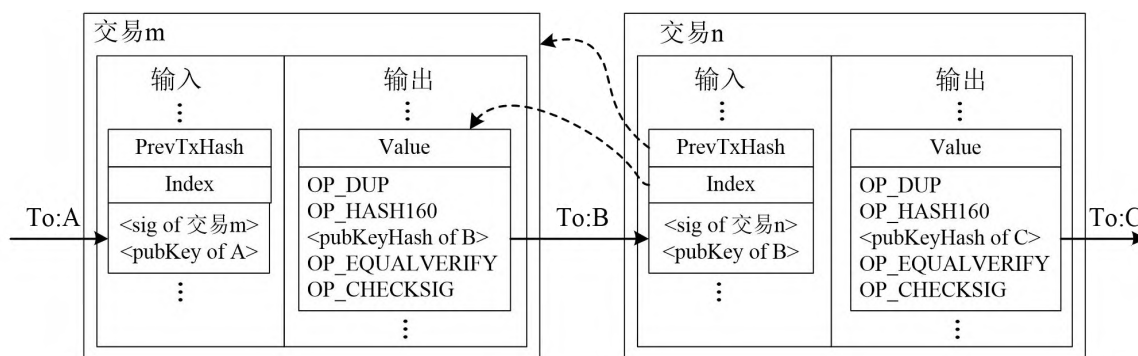 交易m
输入
PrevTxHash
Index
<sig of 交易m>
<pubKey of A>
输出
Value
OP_DUP
OP_HASH160
<pubKeyHash of B>
OP_EQUALVERIFY
OP_CHECKSIG
交易n
输入
PrevTxHash
Index
<sig of 交易n>
<pubKey of B>
输出
Value
OP_DUP
OP_HASH160
<pubKeyHash of C>
OP_EQUALVERIFY
OP_CHECKSIG
To:A
To:B
To:C